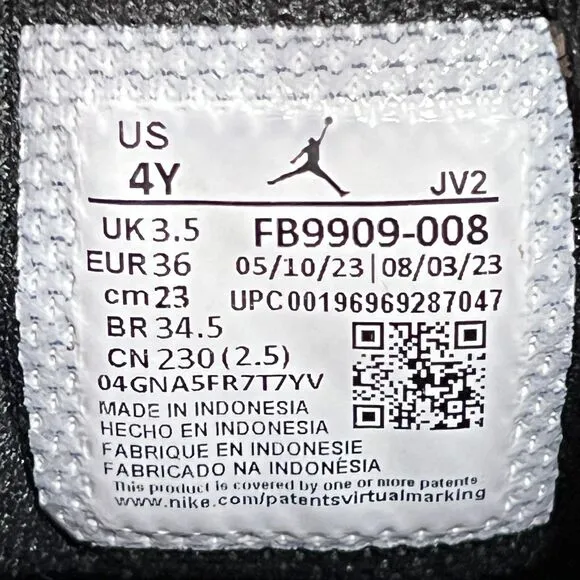 US
4Y JV2
UK 3.5 FB9909-008
EUR 36 05/10/23|08/03/23
cm 23 UPC 00196969287047
BR 34.5
CN 230 (2.5)
04GNA5FR7T7YV
MADE IN INDONESIA
HECHO EN INDONESIA
FABRIQUE EN INDONESIE
FABRICADO NA INDONÉSIA
This product is covered by one or more patents
www.nike.com/patentsvirtualmarking